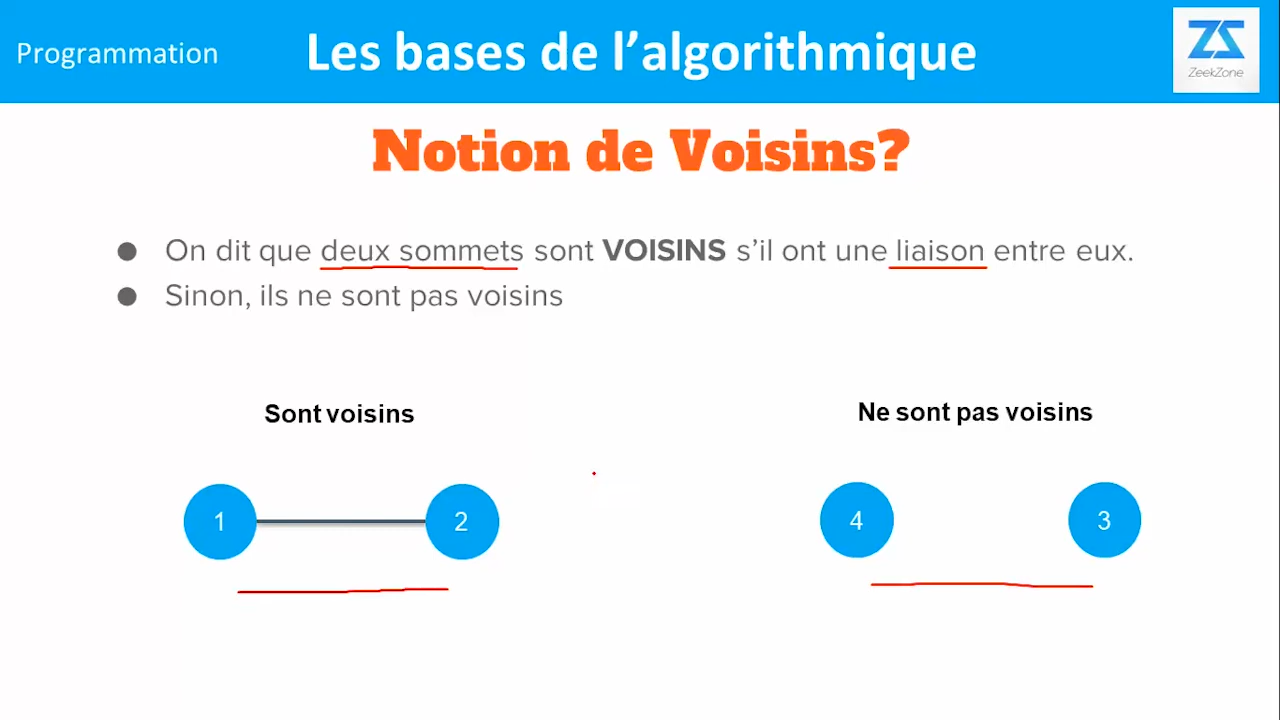 Programmation
Les bases de l’algorithmique
ZS
ZeekZone
Notion de Voisins?
● On dit que deux sommets sont VOISINS s’il ont une liaison entre eux.
● Sinon, ils ne sont pas voisins
Sont voisins
Ne sont pas voisins
1
2
4
3